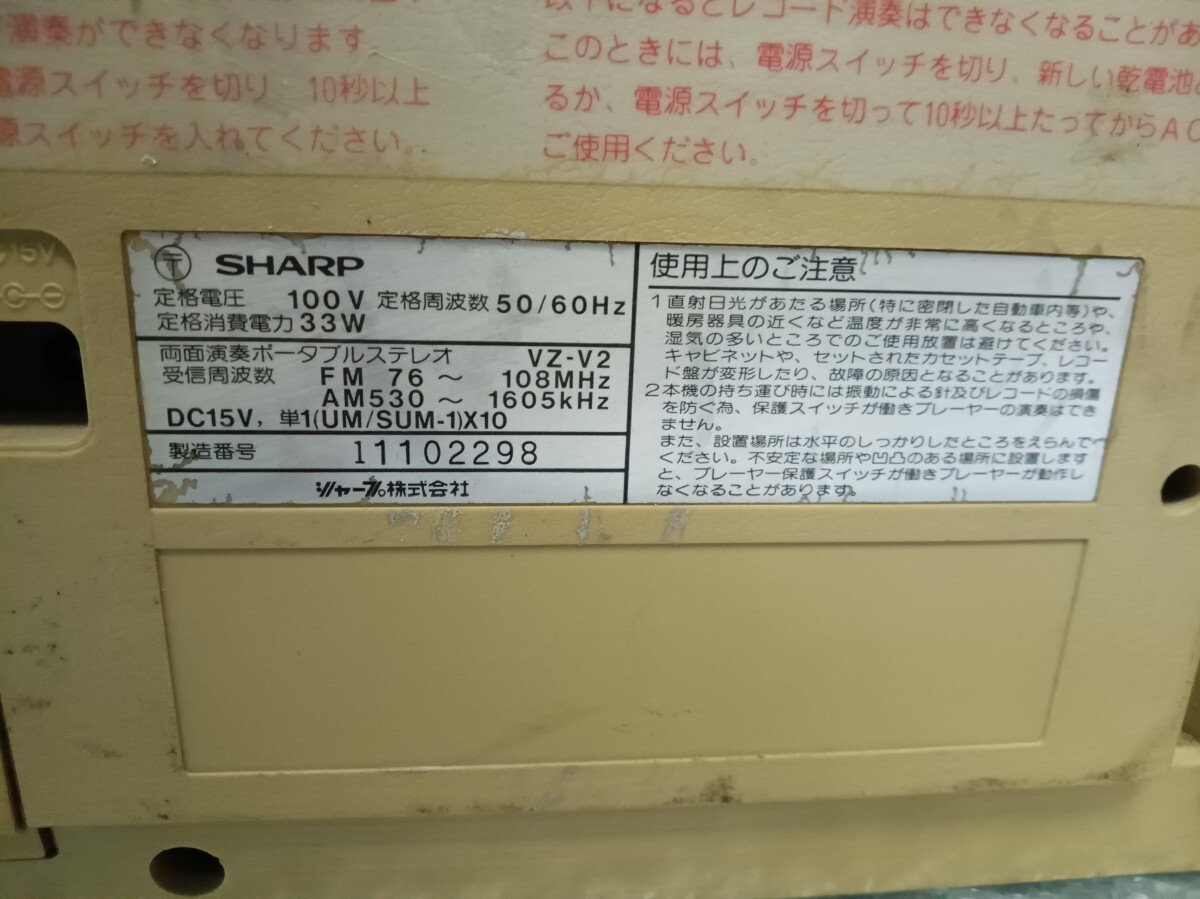 演奏ができなくなります
電源スイッチを切り 10秒以上
源スイッチを入れてください。
以下になるとレコード演奏はできなくなることがあ
このときには、電源スイッチを切り、新しい乾電池
るか、電源スイッチを切って10秒以上たってからAC
ご使用ください。
15V
〒 SHARP
定格電圧 100V 定格周波数 50/60Hz
定格消費電力 33W
両面演奏ポータブルステレオ VZ-V2
受信周波数 FM 76 ～ 108MHz
AM530 ～ 1605kHz
DC15V, 単1(UM/SUM-1)X10
製造番号 11102298
シャープ株式会社
使用上のご注意
1 直射日光があたる場所(特に密閉した自動車内等)や、
暖房器具の近くなど温度が非常に高くなるところや、
湿気の多いところでのご使用放置は避けてください。
キャビネットや、セットされたカセットテープ、レコー
ド盤が変形したり、故障の原因となることがあります。
2 本機の持ち運び時には振動による針及びレコードの損傷
を防ぐ為、保護スイッチが働きプレーヤーの演奏はでき
ません。
また、設置場所は水平のしっかりしたところをえらんで
ください。不安定な場所や凹凸のある場所に設置します
と、プレーヤー保護スイッチが働きプレーヤーが動作し
なくなることがあります。